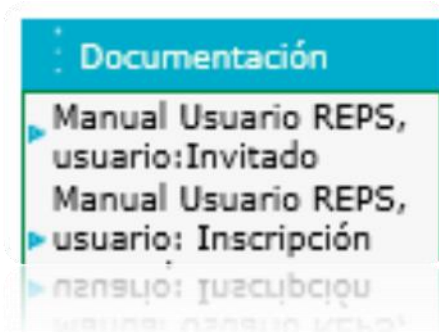 Documentación
Manual Usuario REPS,
usuario:Invitado
Manual Usuario REPS,
usuario: Inscripción